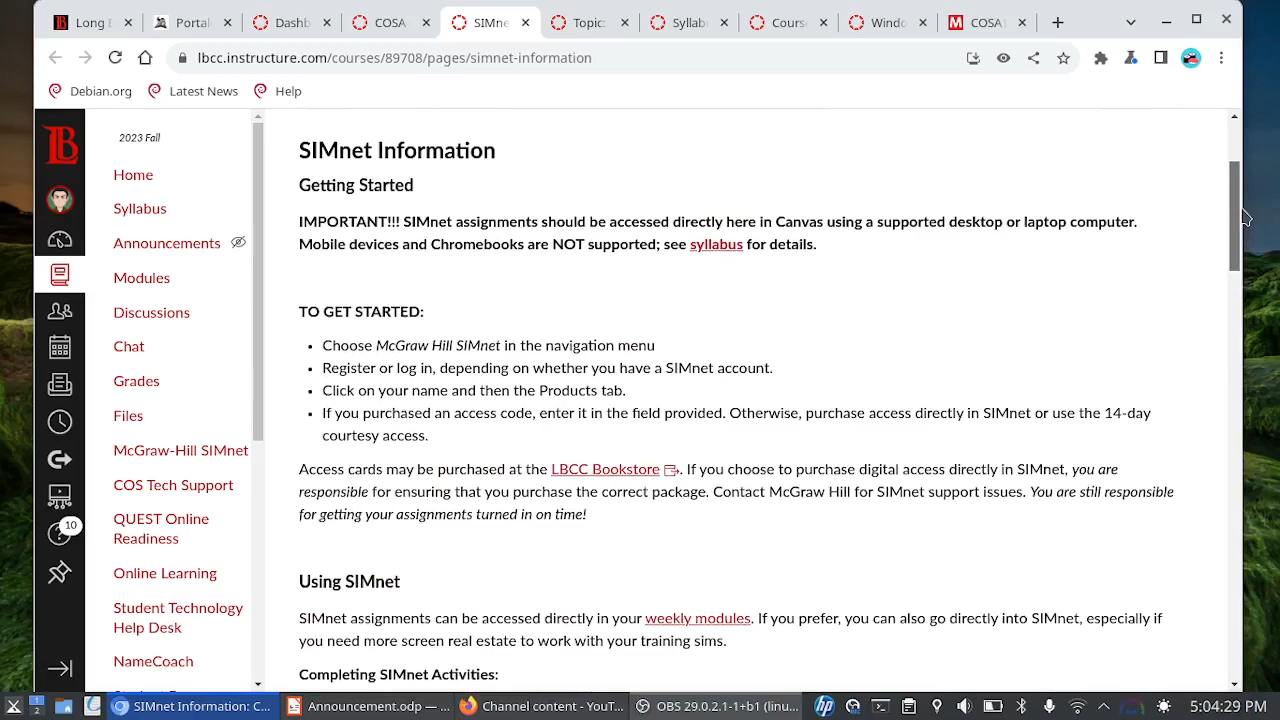 Long B
Portal
Dashb
COSA
SIMne
Topic:
Syllab
Cours
Windo
COSA1
lbcc.instructure.com/courses/89708/pages/simnet-information
Debian.org
Latest News
Help
2023 Fall
Home
Syllabus
Announcements
Modules
Discussions
Chat
Grades
Files
McGraw-Hill SIMnet
COS Tech Support
QUEST Online
Readiness
Online Learning
Student Technology
Help Desk
NameCoach
10
SIMnet Information
Getting Started
IMPORTANT!!! SIMnet assignments should be accessed directly here in Canvas using a supported desktop or laptop computer.
Mobile devices and Chromebooks are NOT supported; see syllabus for details.
TO GET STARTED:
• Choose McGraw Hill SIMnet in the navigation menu
• Register or log in, depending on whether you have a SIMnet account.
• Click on your name and then the Products tab.
• If you purchased an access code, enter it in the field provided. Otherwise, purchase access directly in SIMnet or use the 14-day
courtesy access.
Access cards may be purchased at the LBCC Bookstore. If you choose to purchase digital access directly in SIMnet, you are
responsible for ensuring that you purchase the correct package. Contact McGraw Hill for SIMnet support issues. You are still responsible
for getting your assignments turned in on time!
Using SIMnet
SIMnet assignments can be accessed directly in your weekly modules. If you prefer, you can also go directly into SIMnet, especially if
you need more screen real estate to work with your training sims.
Completing SIMnet Activities:
1
2
SIMnet Information: C...
Announcement.odp — ...
Channel content - YouT...
OBS 29.0.2.1-1+b1 (linu...
5:04:29 PM